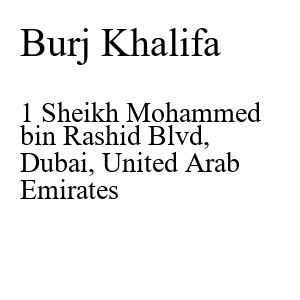 Burj Khalifa
1 Sheikh Mohammed
bin Rashid Blvd,
Dubai, United Arab
Emirates